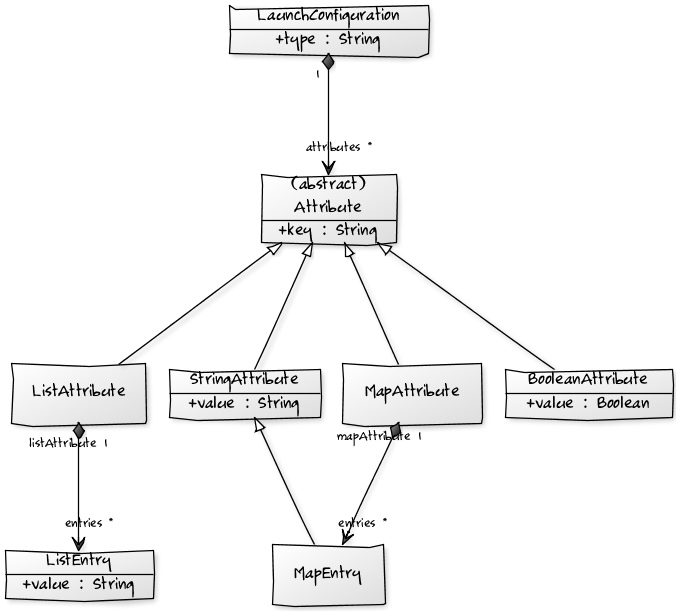 LaunchConfiguration
+type : String
1
attributes *
(abstract)
Attribute
+key : String
ListAttribute
StringAttribute
+value : String
MapAttribute
BooleanAttribute
+value : Boolean
listAttribute 1
mapAttribute 1
entries *
entries *
ListEntry
+value : String
MapEntry